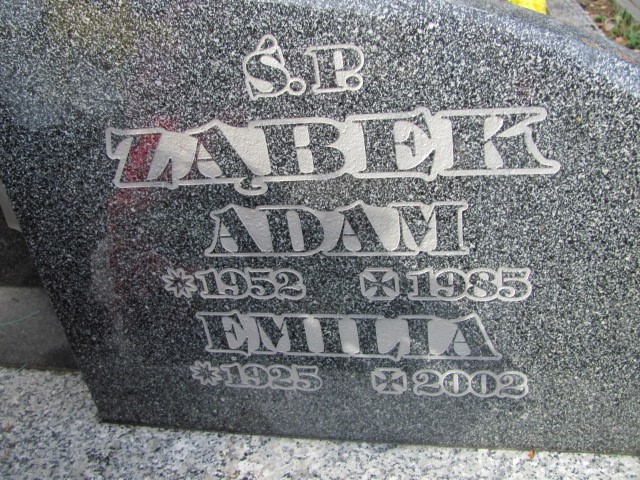 Ś.P.
ZĄBEK
ADAM
*1952 ✠1985
EMILIA
*1925 ✠2002